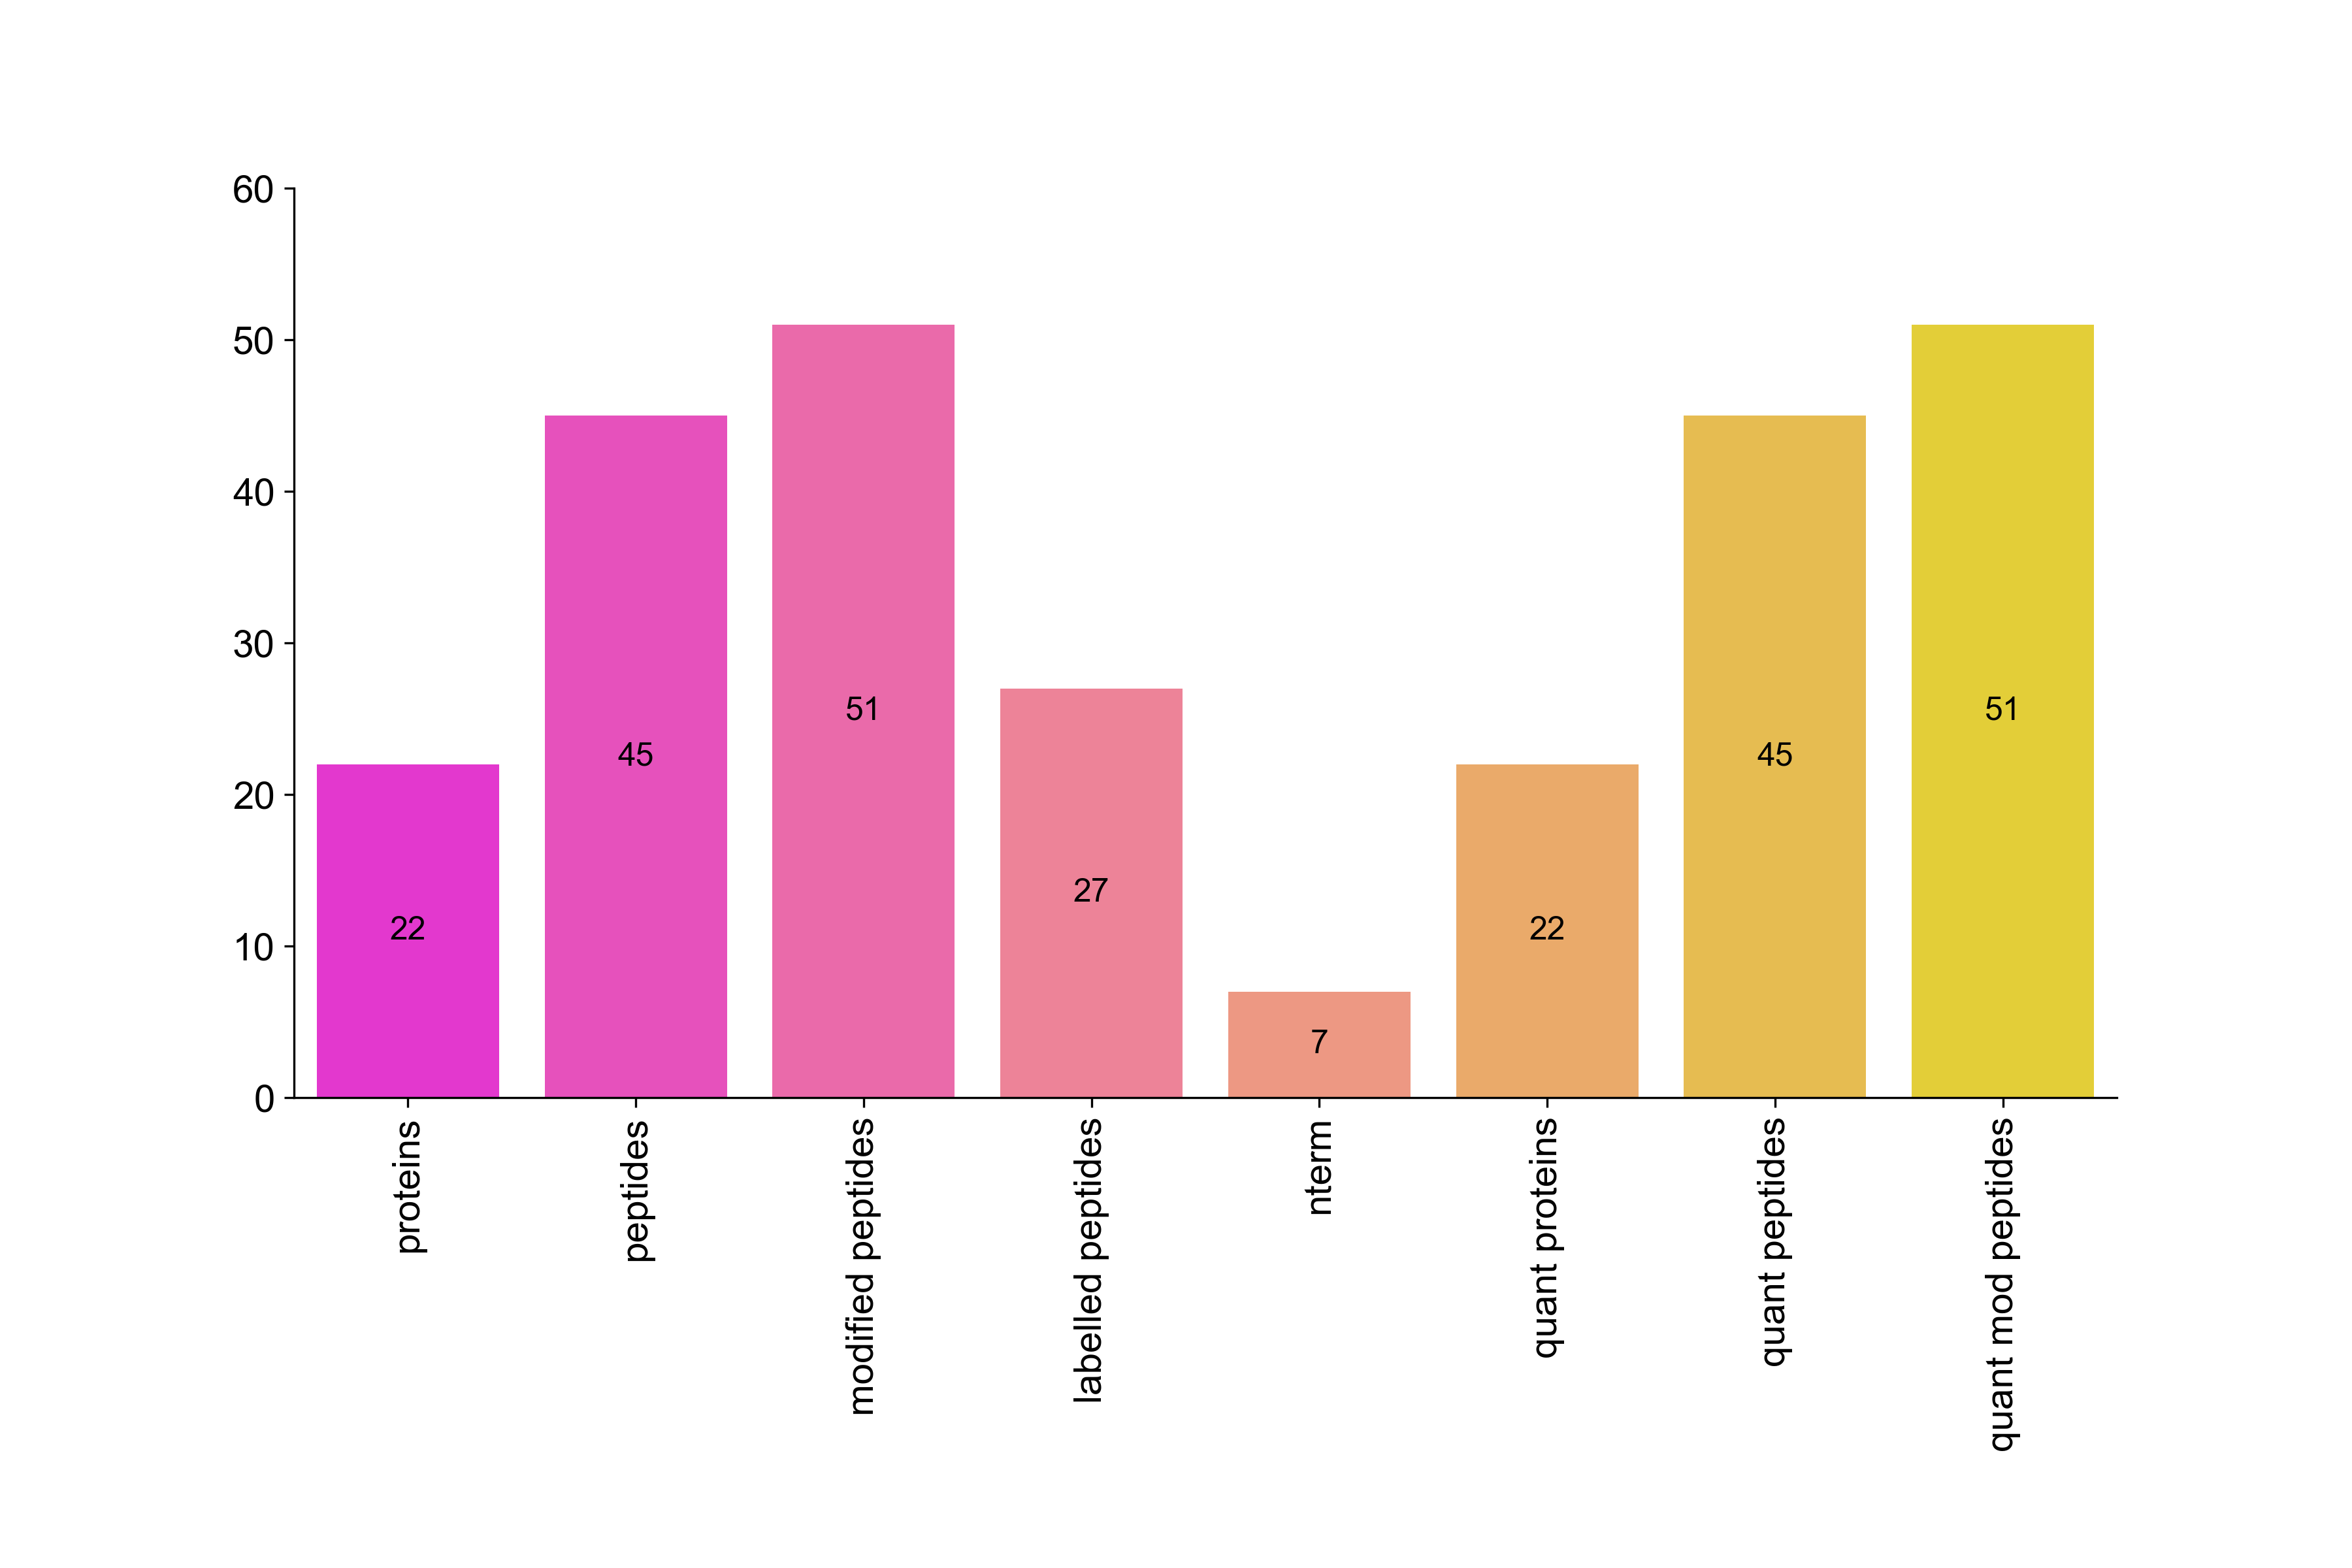 60
50
40
30
20
10
0
22
45
51
27
7
22
45
51
proteins
peptides
modified peptides
labelled peptides
nterm
quant proteins
quant peptides
quant mod peptides